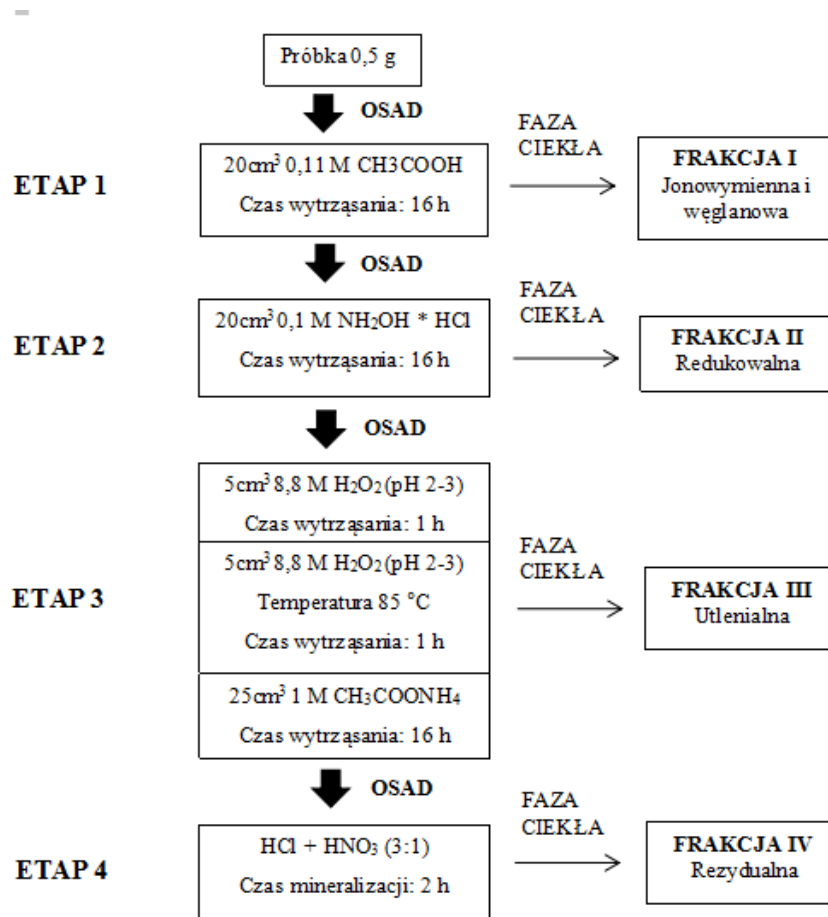 Próbka 0,5 g
OSAD
ETAP 1
20cm³ 0,11 M CH3COOH
Czas wytrząsania: 16 h
FAZA
CIEKŁA
FRAKCJA I
Jonowymienna i
węglanowa
OSAD
ETAP 2
20cm³ 0,1 M NH₂OH * HCl
Czas wytrząsania: 16 h
FAZA
CIEKŁA
FRAKCJA II
Redukowalna
OSAD
ETAP 3
5cm³ 8,8 M H₂O₂ (pH 2-3)
Czas wytrząsania: 1 h
5cm³ 8,8 M H₂O₂ (pH 2-3)
Temperatura 85 °C
Czas wytrząsania: 1 h
25cm³ 1 M CH₃COONH₄
Czas wytrząsania: 16 h
FAZA
CIEKŁA
FRAKCJA III
Utlenialna
OSAD
ETAP 4
HCl + HNO₃ (3:1)
Czas mineralizacji: 2 h
FAZA
CIEKŁA
FRAKCJA IV
Rezydualna